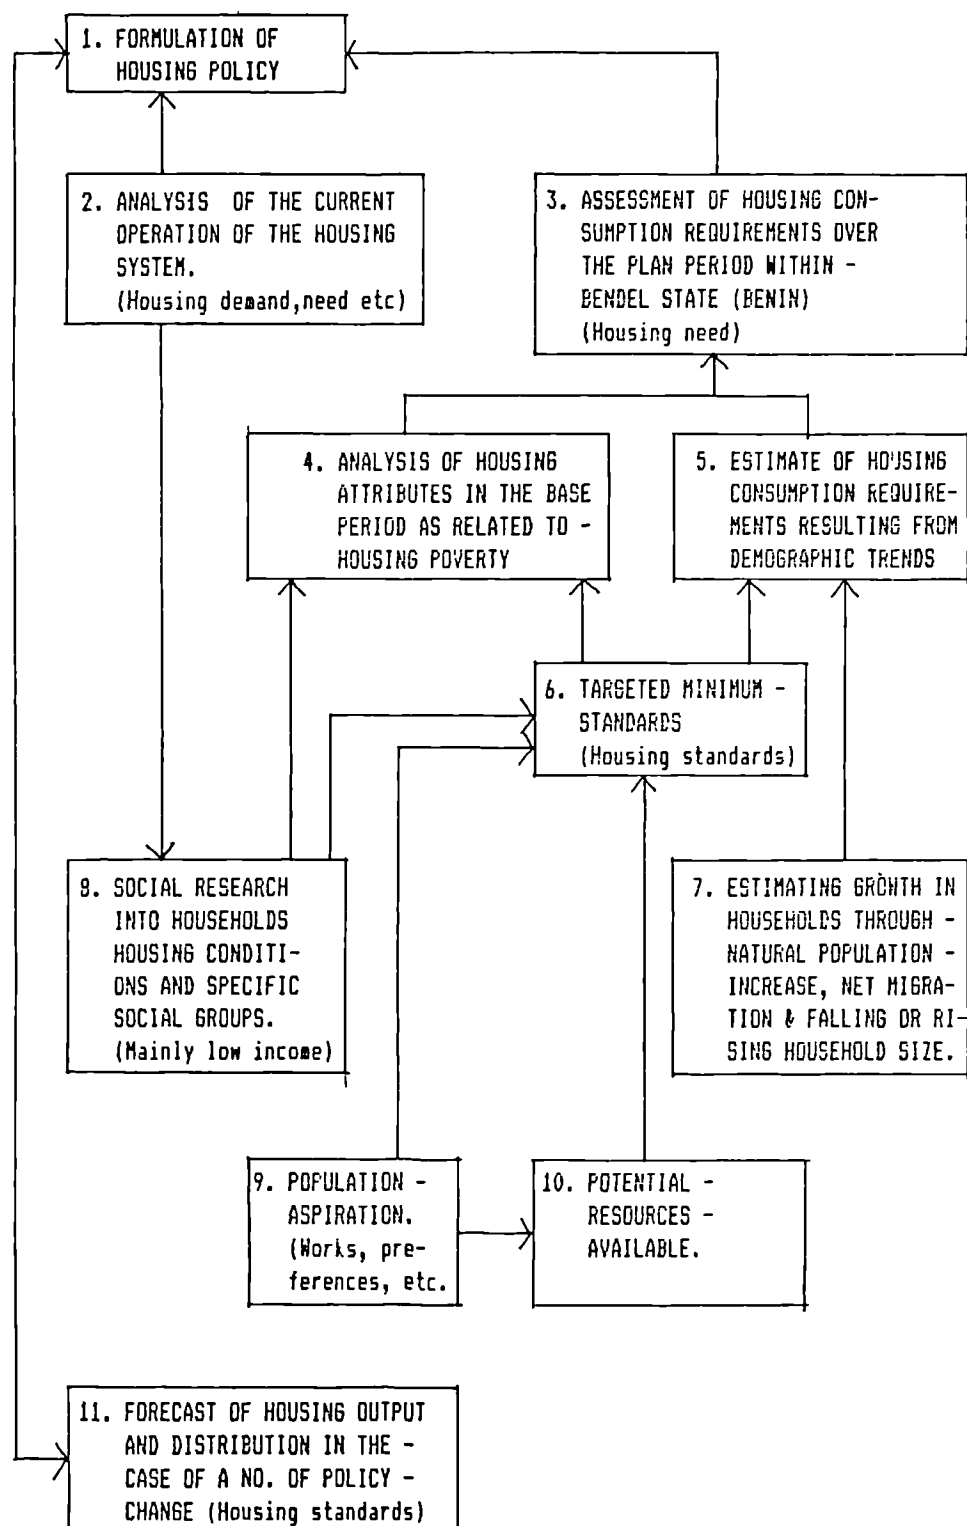 1. FORMULATION OF
HOUSING POLICY
2. ANALYSIS OF THE CURRENT
OPERATION OF THE HOUSING
SYSTEM.
(Housing demand,need etc)
3. ASSESSMENT OF HOUSING CON-
SUMPTION REQUIREMENTS OVER
THE PLAN PERIOD WITHIN -
BENDEL STATE (BENIN)
(Housing need)
4. ANALYSIS OF HOUSING
ATTRIBUTES IN THE BASE
PERIOD AS RELATED TO -
HOUSING POVERTY
5. ESTIMATE OF HOUSING
CONSUMPTION REQUIRE-
MENTS RESULTING FROM
DEMOGRAPHIC TRENDS
6. TARGETED MINIMUM -
STANDARDS
(Housing standards)
8. SOCIAL RESEARCH
INTO HOUSEHOLDS
HOUSING CONDITI-
ONS AND SPECIFIC
SOCIAL GROUPS.
(Mainly low income)
7. ESTIMATING GROWTH IN
HOUSEHOLDS THROUGH -
NATURAL POPULATION -
INCREASE, NET MIGRA-
TION & FALLING OR RI-
SING HOUSEHOLD SIZE.
9. POPULATION -
ASPIRATION.
(Works, pre-
ferences, etc.
10. POTENTIAL -
RESOURCES -
AVAILABLE.
11. FORECAST OF HOUSING OUTPUT
AND DISTRIBUTION IN THE -
CASE OF A NO. OF POLICY -
CHANGE (Housing standards)